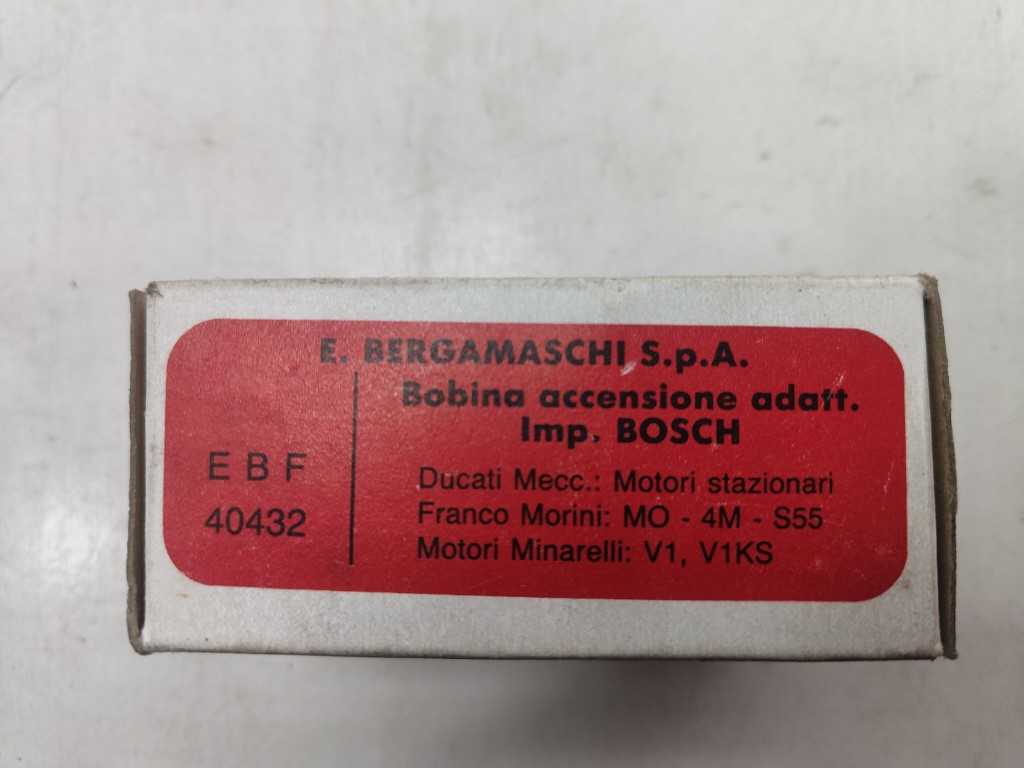 E. BERGAMASCHI S.p.A.
Bobina accensione adatt.
Imp. BOSCH
E B F
40432
Ducati Mecc.: Motori stazionari
Franco Morini: MO - 4M - S55
Motori Minarelli: V1, V1KS